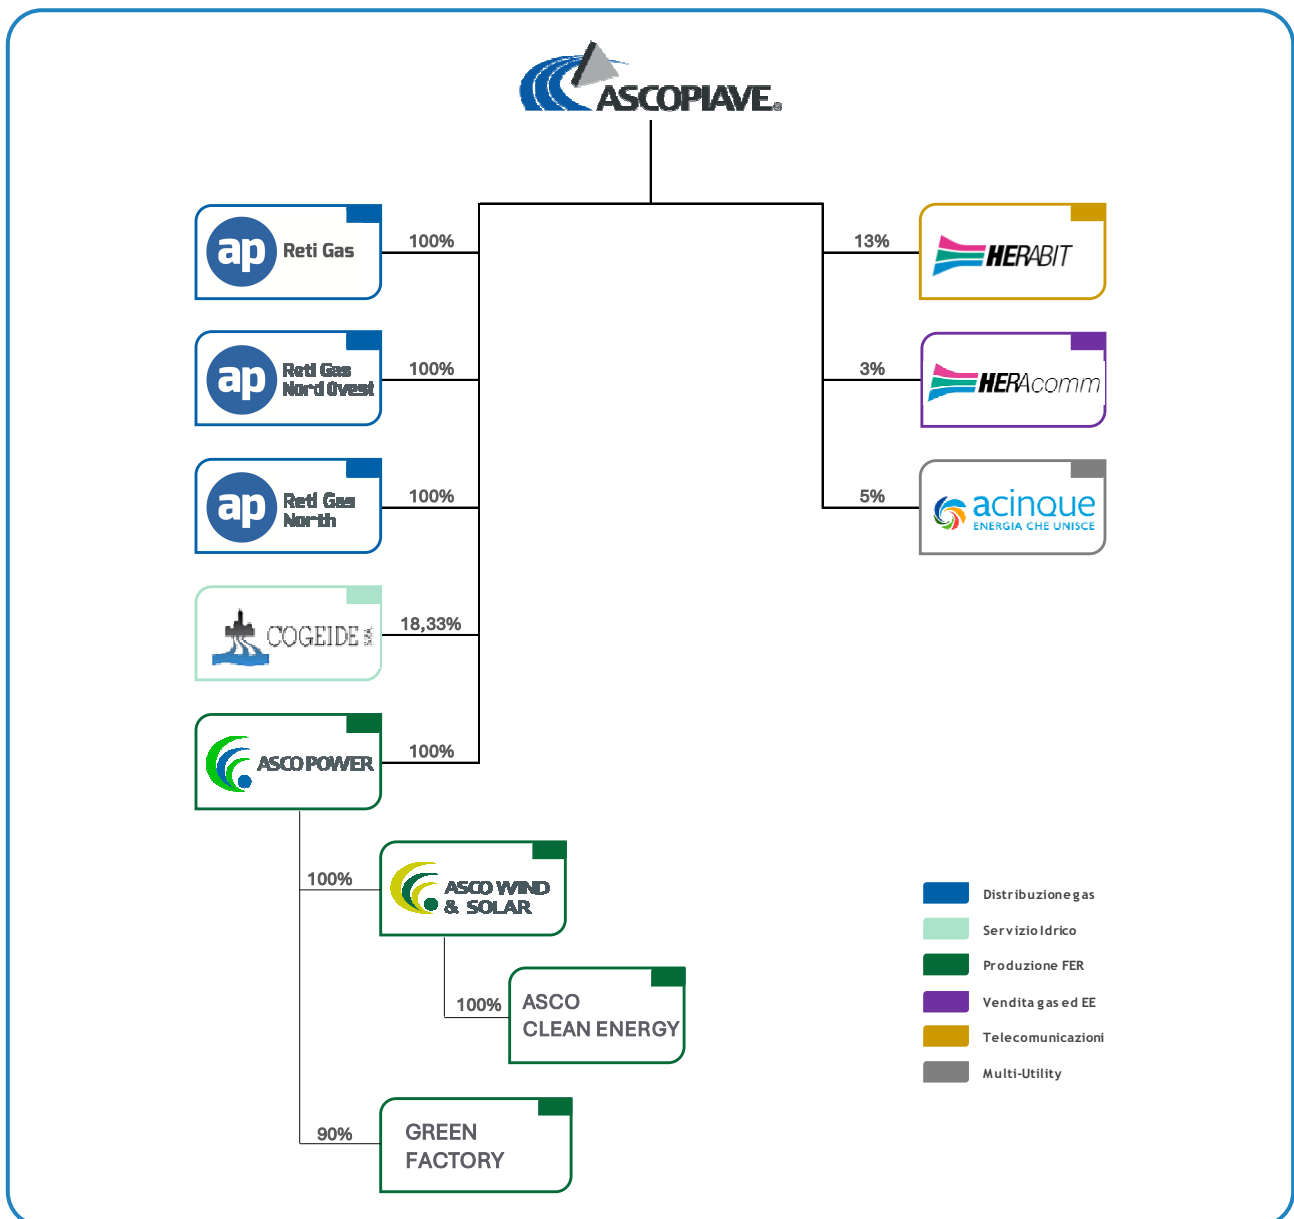 ASCOPIAVE®
ap Reti Gas
100%
ap Reti Gas
Nord Ovest
100%
ap Reti Gas
North
100%
COGEIDE
18,33%
ASCO POWER
100%
100%
ASCO WIND
& SOLAR
100%
ASCO
CLEAN ENERGY
90%
GREEN
FACTORY
13%
HERABIT
3%
HERAcomm
5%
acinque
ENERGIA CHE UNISCE
Distribuzione gas
Servizio Idrico
Produzione FER
Vendita gas ed EE
Telecomunicazioni
Multi-Utility